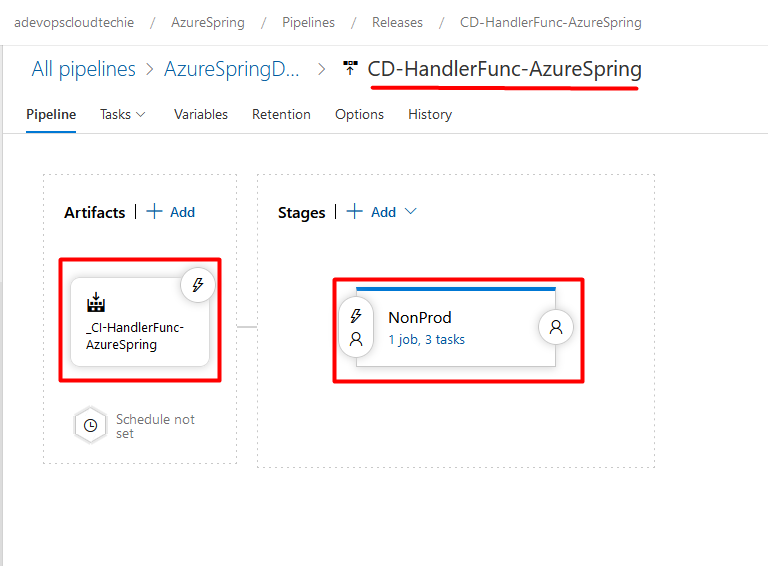 adevopscloudtechie / AzureSpring / Pipelines / Releases / CD-HandlerFunc-AzureSpring
All pipelines > AzureSpringD... > CD-HandlerFunc-AzureSpring
Pipeline Tasks Variables Retention Options History
Artifacts | + Add
Stages | + Add
_CI-HandlerFunc-
AzureSpring
NonProd
1 job, 3 tasks
Schedule not
set